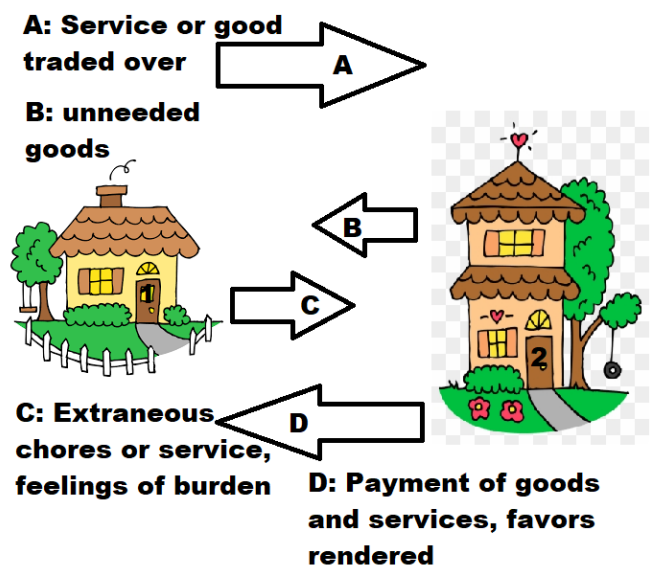 A: Service or good
traded over
A
B: unneeded
goods
B
1
C
2
C: Extraneous
chores or service,
feelings of burden
D
D: Payment of goods
and services, favors
rendered